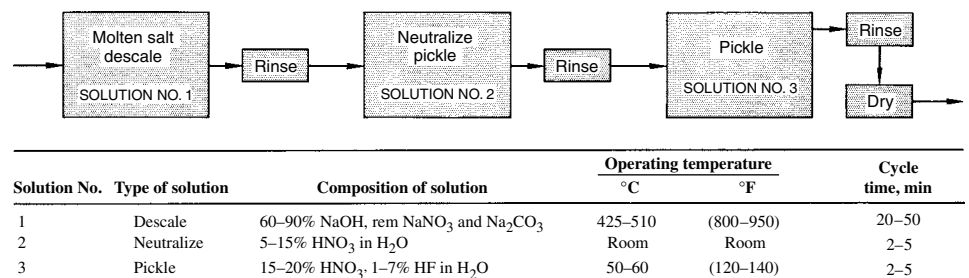 Molten salt
descale
SOLUTION NO. 1
Rinse
Neutralize
pickle
SOLUTION NO. 2
Rinse
Pickle
SOLUTION NO. 3
Rinse
Dry
Operating temperature Cycle
Solution No. Type of solution Composition of solution °C °F time, min
1 Descale 60–90% NaOH, rem NaNO3 and Na2CO3 425–510 (800–950) 20–50
2 Neutralize 5–15% HNO3 in H2O Room Room 2–5
3 Pickle 15–20% HNO3, 1–7% HF in H2O 50–60 (120–140) 2–5